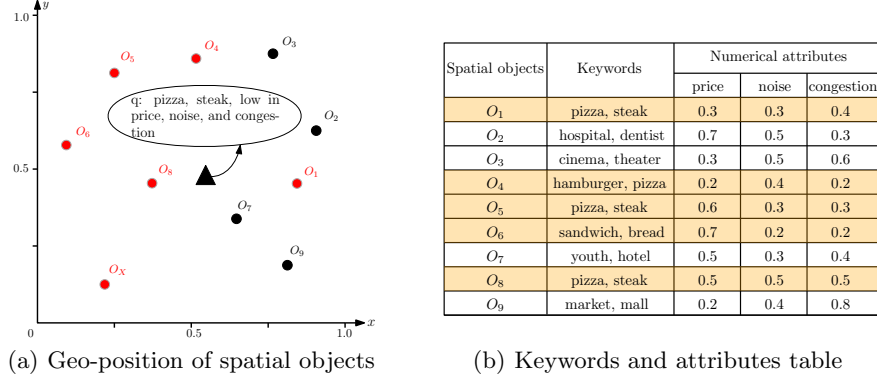 y
1.0
O3
O4
O5
q: pizza, steak, low in
price, noise, and conges-
tion
O2
O6
O8
O1
0.5
O7
O9
OX
0
0.5
1.0
x
(a) Geo-position of spatial objects
Spatial objects Keywords Numerical attributes
price noise congestion
O1 pizza, steak 0.3 0.3 0.4
O2 hospital, dentist 0.7 0.5 0.3
O3 cinema, theater 0.3 0.5 0.6
O4 hamburger, pizza 0.2 0.4 0.2
O5 pizza, steak 0.6 0.3 0.3
O6 sandwich, bread 0.7 0.2 0.2
O7 youth, hotel 0.5 0.3 0.4
O8 pizza, steak 0.5 0.5 0.5
O9 market, mall 0.2 0.4 0.8
(b) Keywords and attributes table